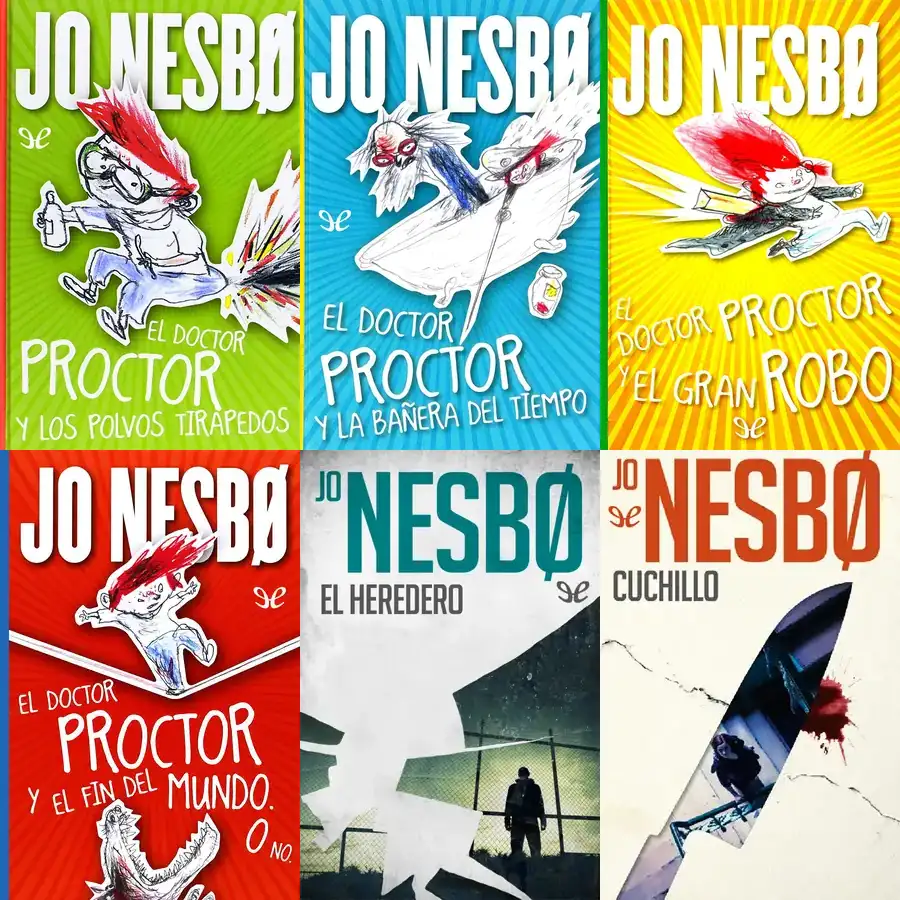 JO NESBØ
EL DOCTOR
PROCTOR
Y LOS POLVOS TIRAPEDOS
JO NESBØ
EL DOCTOR
PROCTOR
Y LA BAÑERA DEL TIEMPO
JO NESBØ
EL
DOCTOR PROCTOR
Y EL GRAN ROBO
JO NESBØ
EL DOCTOR
PROCTOR
Y EL FIN DEL MUNDO.
O NO.
JO
NESBØ
EL HEREDERO
JO
NESBØ
CUCHILLO